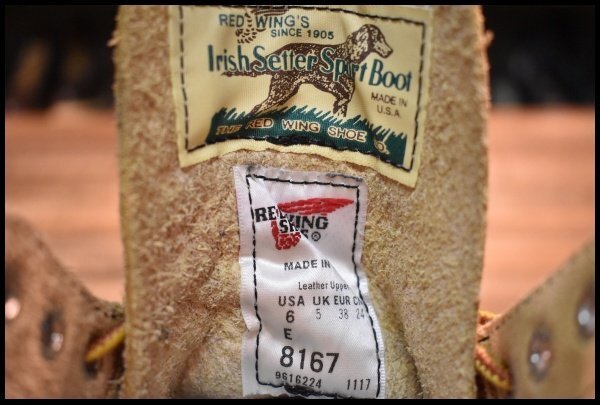 RED WING'S
SINCE 1905
Irish Setter Sport Boot
MADE IN
U.S.A.
THE RED WING SHOE CO.
RED WING
SHOE ®
MADE IN
Leather Upper
USA UK EUR CM
6 5 38 24
E
8167
9616224 1117